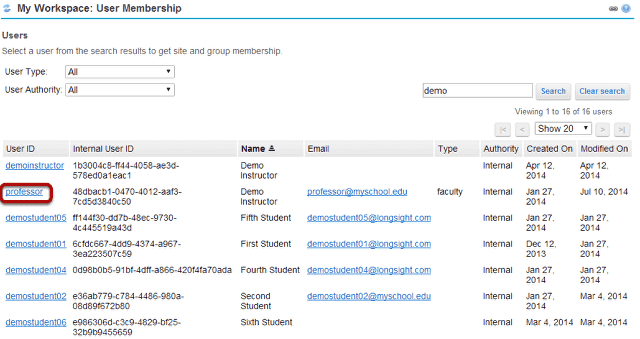 My Workspace: User Membership
Users
Select a user from the search results to get site and group membership.
User Type: All
User Authority: All
demo Search Clear search
Viewing 1 to 16 of 16 users
|< < Show 20 > >|
User ID Internal User ID Name Email Type Authority Created On Modified On
demoinstructor 1b3004c8-ff44-4058-ae3d- Demo Internal Apr 12, Apr 12,
578ed0a1eac1 Instructor 2014 2014
professor 48dbacb1-0470-4012-aaf3- Demo professor@myschool.edu faculty Internal Jan 27, Jul 10, 2014
7cd5d3840c50 Instructor 2014
demostudent05 ff144f30-dd7b-48ec-9730- Fifth Student demostudent05@longsight.com Internal Jan 27, Jan 27,
4c445519a43d 2014 2014
demostudent01 6cfdc667-4dd9-4374-a967- First Student demostudent01@longsight.com Internal Dec 12, Jan 27,
3ea223507c59 2013 2014
demostudent04 0d98b0b5-91bf-4dff-a866-420f4fa70ada Fourth Student demostudent04@longsight.com Internal Jan 27, Jan 27,
2014 2014
demostudent02 e36ab779-c784-4486-980a- Second demostudent02@myschool.edu Internal Jan 27, Mar 4, 2014
08d89f672b80 Student 2014
demostudent06 e986306d-c3c9-4829-bf25- Sixth Student Internal Mar 4, 2014 Mar 4, 2014
32b9b9455659